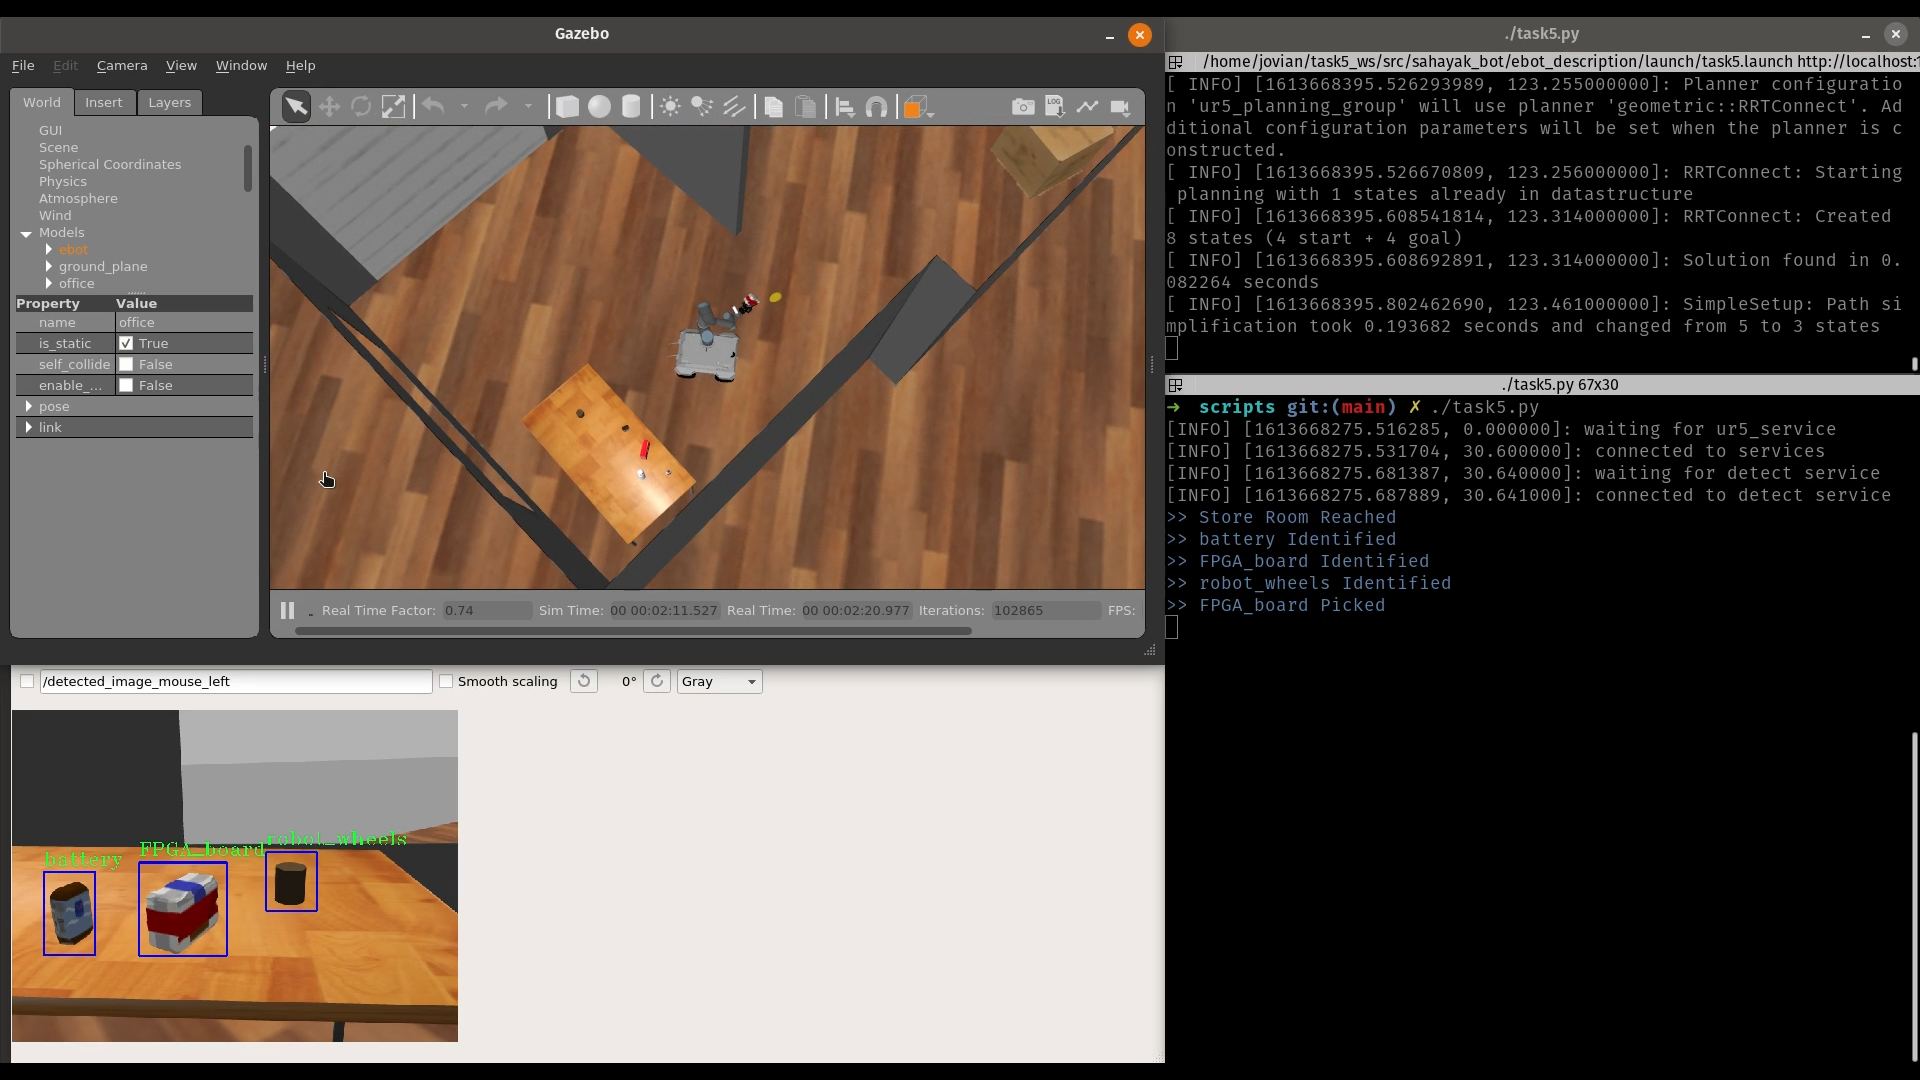 Gazebo
File Edit Camera View Window Help
World Insert Layers
GUI
Scene
Spherical Coordinates
Physics
Atmosphere
Wind
Models
ebot
ground_plane
office
Property Value
name office
is_static True
self_collide False
enable_... False
pose
link
Real Time Factor: 0.74 Sim Time: 00 00:02:11.527 Real Time: 00 00:02:20.977 Iterations: 102865 FPS:
/detected_image_mouse_left Smooth scaling 0° Gray
battery
FPGA_board
robot_wheels
./task5.py
/home/jovian/task5_ws/src/sahayak_bot/ebot_description/launch/task5.launch http://localhost:1
[ INFO] [1613668395.526293989, 123.255000000]: Planner configuratio
n 'ur5_planning_group' will use planner 'geometric::RRTConnect'. Ad
ditional configuration parameters will be set when the planner is c
onstructed.
[ INFO] [1613668395.526670809, 123.256000000]: RRTConnect: Starting
planning with 1 states already in datastructure
[ INFO] [1613668395.608541814, 123.314000000]: RRTConnect: Created
8 states (4 start + 4 goal)
[ INFO] [1613668395.608692891, 123.314000000]: Solution found in 0.
082264 seconds
[ INFO] [1613668395.802462690, 123.461000000]: SimpleSetup: Path si
mplification took 0.193682 seconds and changed from 5 to 3 states
./task5.py 67x30
→ scripts git:(main) ✗ ./task5.py
[INFO] [1613668275.516285, 0.000000]: waiting for ur5_service
[INFO] [1613668275.531704, 30.600000]: connected to services
[INFO] [1613668275.681387, 30.640000]: waiting for detect service
[INFO] [1613668275.687889, 30.641000]: connected to detect service
>> Store Room Reached
>> battery Identified
>> FPGA_board Identified
>> robot_wheels Identified
>> FPGA_board Picked